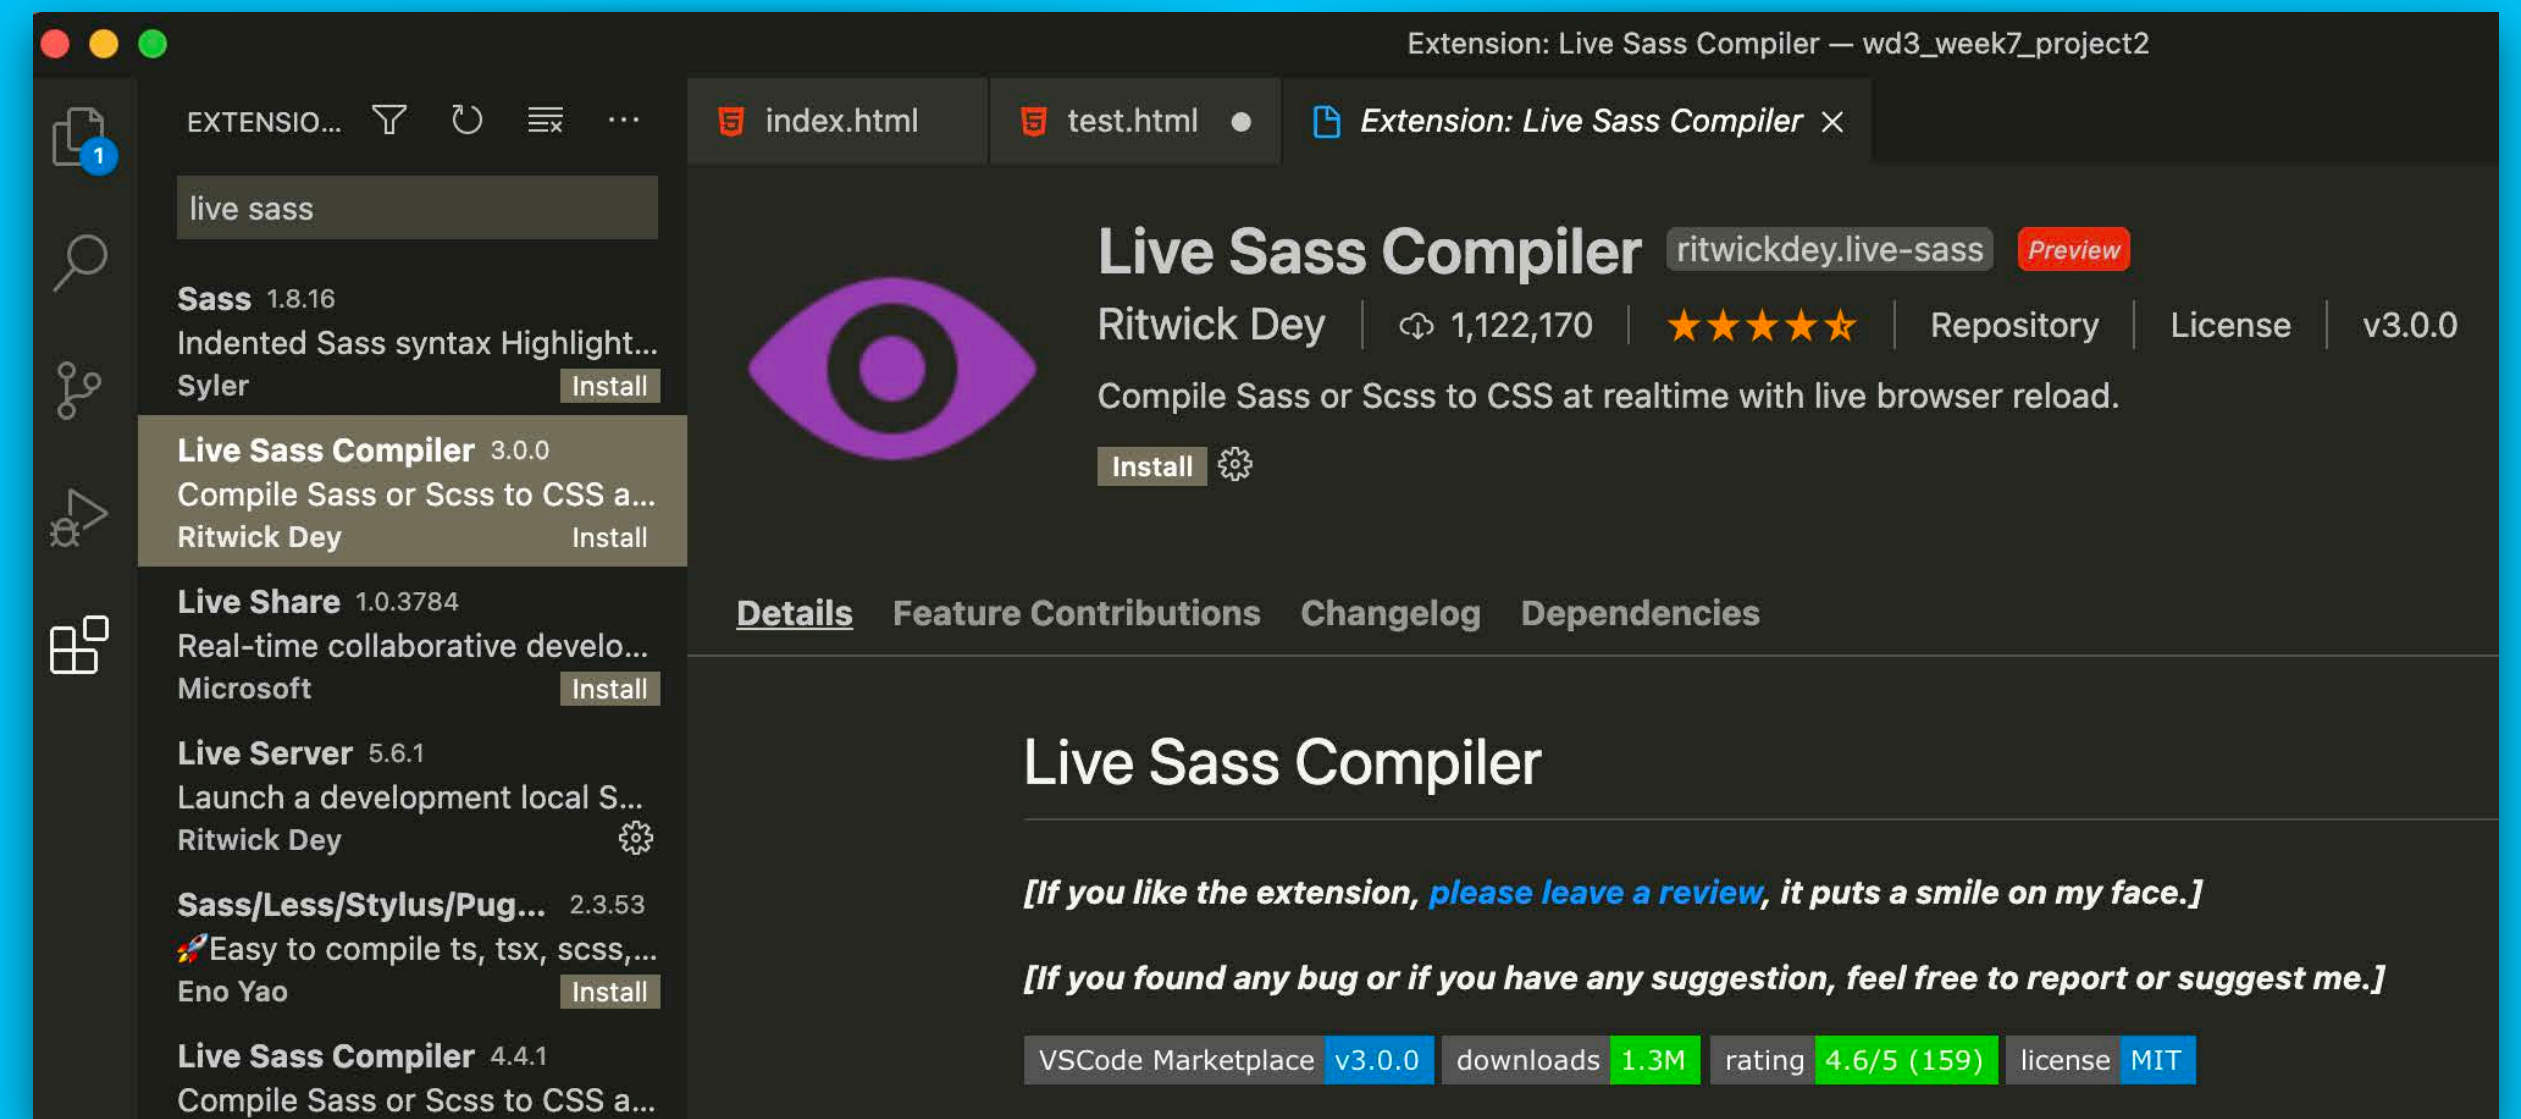 Extension: Live Sass Compiler — wd3_week7_project2
EXTENSIO...
index.html
test.html
Extension: Live Sass Compiler
1
live sass
Sass 1.8.16
Indented Sass syntax Highlight...
Syler Install
Live Sass Compiler 3.0.0
Compile Sass or Scss to CSS a...
Ritwick Dey Install
Live Share 1.0.3784
Real-time collaborative develo...
Microsoft Install
Live Server 5.6.1
Launch a development local S...
Ritwick Dey
Sass/Less/Stylus/Pug... 2.3.53
🚀Easy to compile ts, tsx, scss,...
Eno Yao Install
Live Sass Compiler 4.4.1
Compile Sass or Scss to CSS a...
Live Sass Compiler ritwickdey.live-sass Preview
Ritwick Dey 1,122,170 Repository License v3.0.0
Compile Sass or Scss to CSS at realtime with live browser reload.
Install
Details Feature Contributions Changelog Dependencies
Live Sass Compiler
[If you like the extension, please leave a review, it puts a smile on my face.]
[If you found any bug or if you have any suggestion, feel free to report or suggest me.]
VSCode Marketplace v3.0.0 downloads 1.3M rating 4.6/5 (159) license MIT